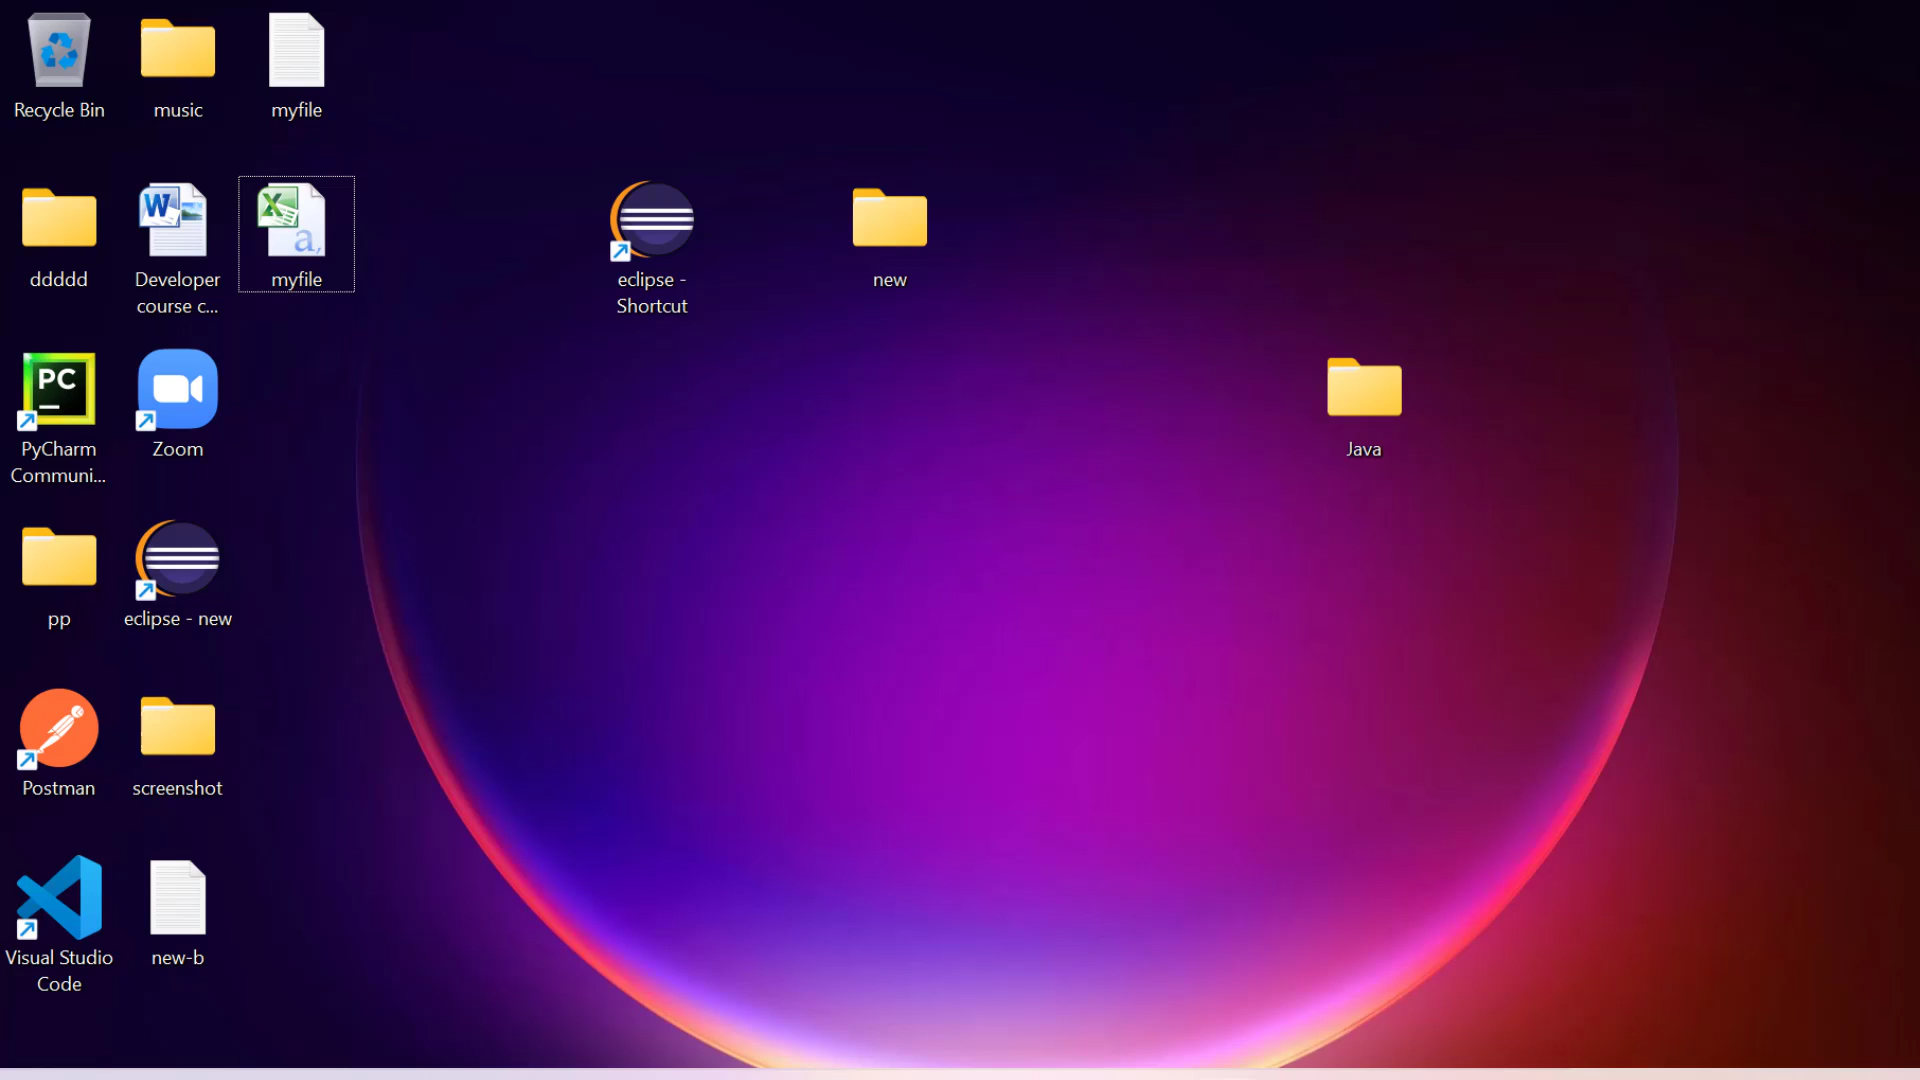 Recycle Bin
music
myfile
ddddd
Developer
course c...
myfile
eclipse -
Shortcut
new
PC
PyCharm
Communi...
Zoom
Java
pp
eclipse - new
Postman
screenshot
Visual Studio
Code
new-b
W
X
a,